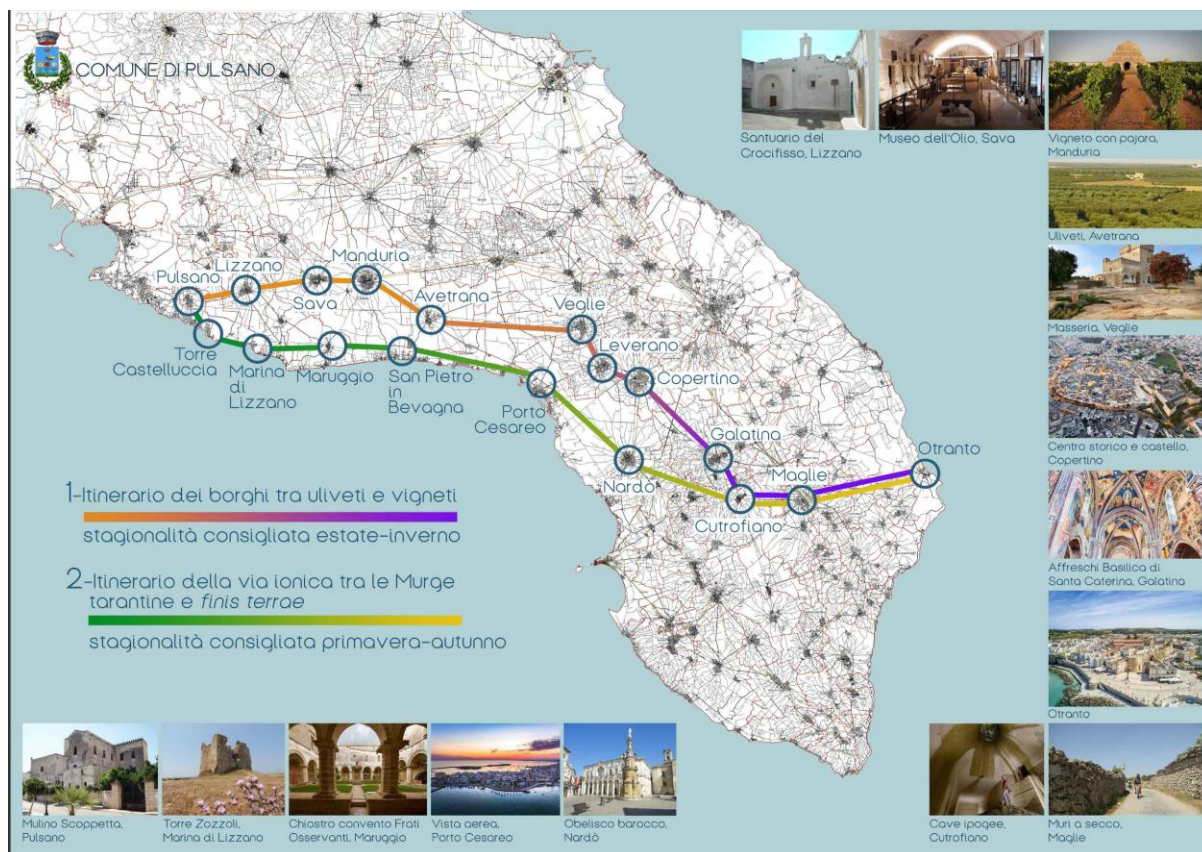 COMUNE DI PULSANO
Santuario del
Crocifisso, Lizzano
Museo dell'Olio, Sava
Vigneto con pajara,
Manduria
Uliveti, Avetrana
Masseria, Veglie
Centro storico e castello,
Copertino
Affreschi Basilica di
Santa Caterina, Galatina
Otranto
Pulsano
Lizzano
Sava
Manduria
Avetrana
Veglie
Leverano
Copertino
Galatina
Maglie
Otranto
Torre
Castelluccia
Marina
di
Lizzano
Maruggio
San Pietro
in
Bevagna
Porto
Cesareo
Nardò
Cutrofiano
1-Itinerario dei borghi tra uliveti e vigneti
stagionalità consigliata estate-inverno
2-Itinerario della via ionica tra le Murge
tarantine e finis terrae
stagionalità consigliata primavera-autunno
Mulino Scoppetta,
Pulsano
Torre Zozzoli,
Marina di Lizzano
Chiostro convento Frati
Osservanti, Maruggio
Vista aerea,
Porto Cesareo
Obelisco barocco,
Nardò
Cave ipogee,
Cutrofiano
Muri a secco,
Maglie